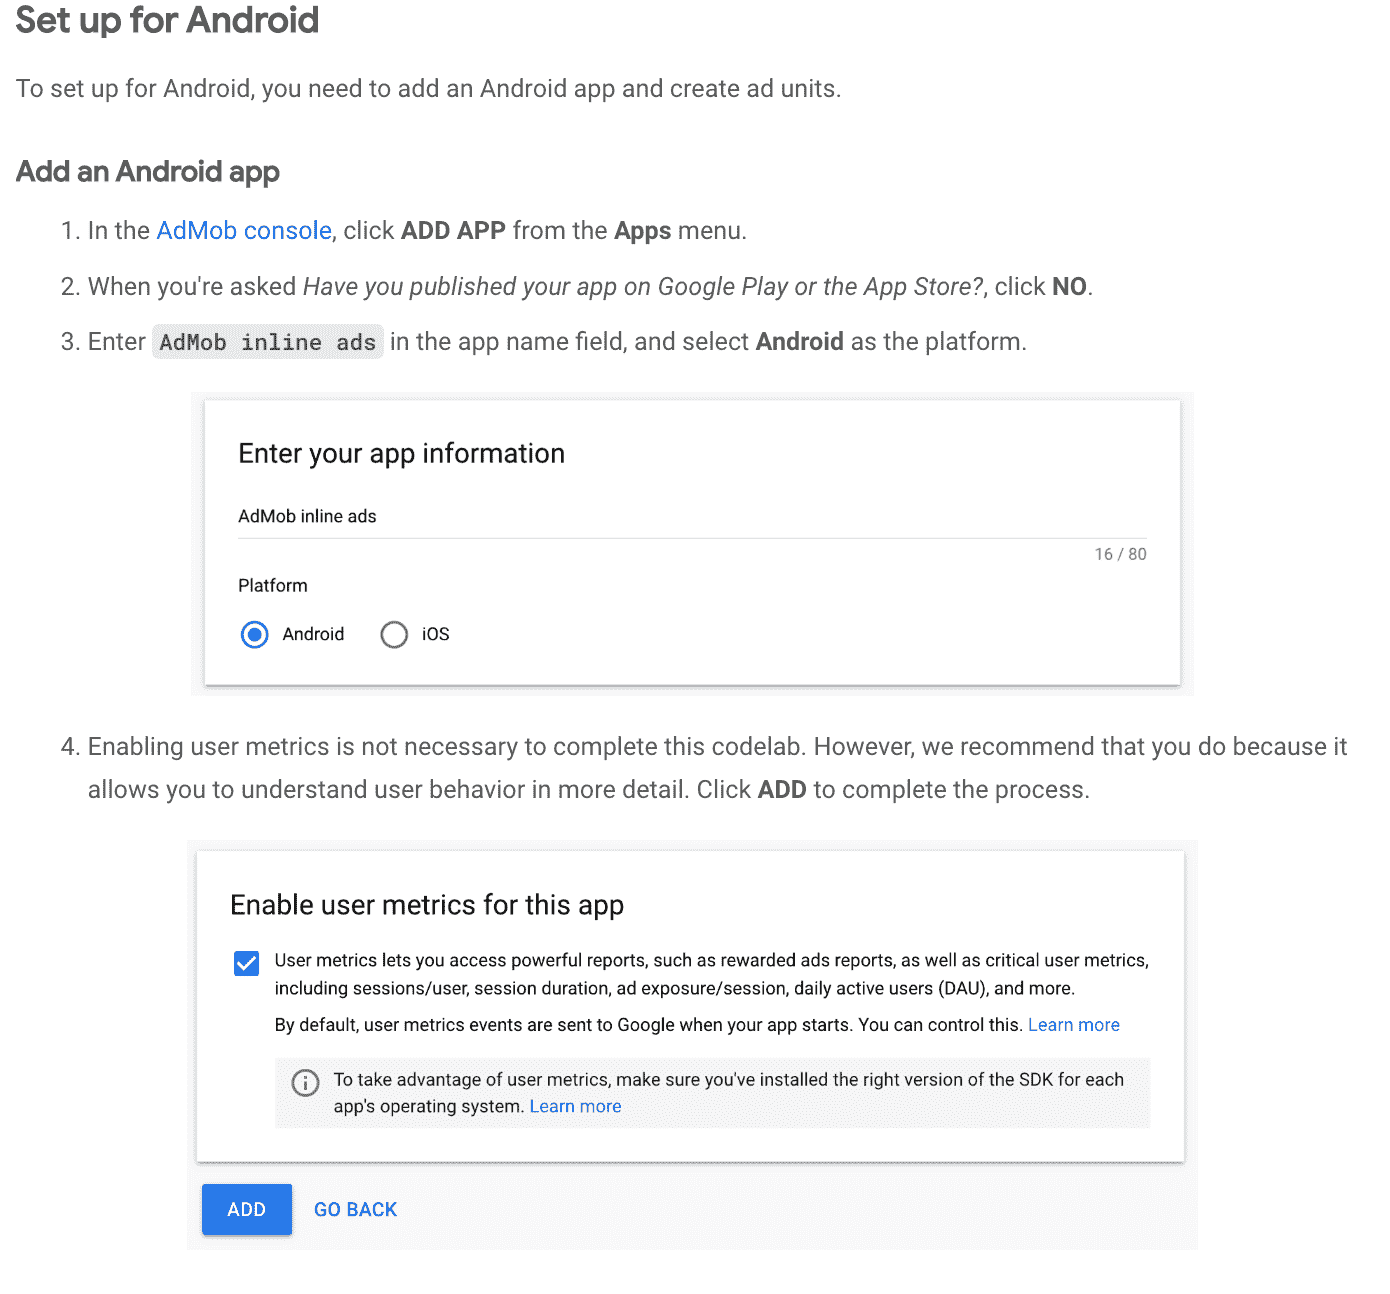 Set up for Android
To set up for Android, you need to add an Android app and create ad units.
Add an Android app
1. In the AdMob console, click ADD APP from the Apps menu.
2. When you're asked Have you published your app on Google Play or the App Store?, click NO.
3. Enter AdMob inline ads in the app name field, and select Android as the platform.
Enter your app information
AdMob inline ads
16 / 80
Platform
Android iOS
4. Enabling user metrics is not necessary to complete this codelab. However, we recommend that you do because it
allows you to understand user behavior in more detail. Click ADD to complete the process.
Enable user metrics for this app
User metrics lets you access powerful reports, such as rewarded ads reports, as well as critical user metrics,
including sessions/user, session duration, ad exposure/session, daily active users (DAU), and more.
By default, user metrics events are sent to Google when your app starts. You can control this. Learn more
To take advantage of user metrics, make sure you've installed the right version of the SDK for each
app's operating system. Learn more
ADD GO BACK